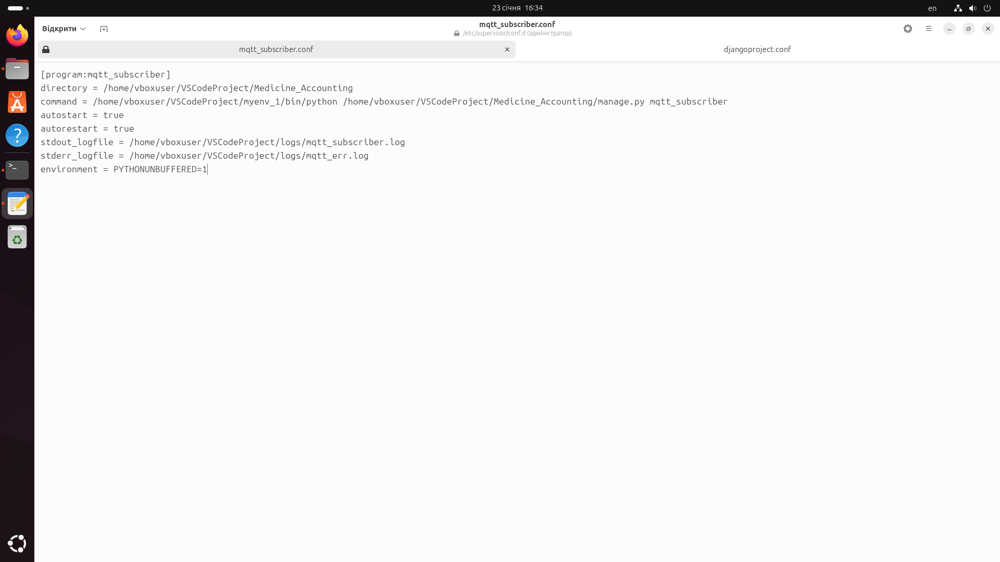 23 січня 16:34
en
Відкрити
mqtt_subscriber.conf
/etc/supervisor/conf.d (адміністратор)
mqtt_subscriber.conf
djangoproject.conf
[program:mqtt_subscriber]
directory = /home/vboxuser/VSCodeProject/Medicine_Accounting
command = /home/vboxuser/VSCodeProject/myenv_1/bin/python /home/vboxuser/VSCodeProject/Medicine_Accounting/manage.py mqtt_subscriber
autostart = true
autorestart = true
stdout_logfile = /home/vboxuser/VSCodeProject/logs/mqtt_subscriber.log
stderr_logfile = /home/vboxuser/VSCodeProject/logs/mqtt_err.log
environment = PYTHONUNBUFFERED=1